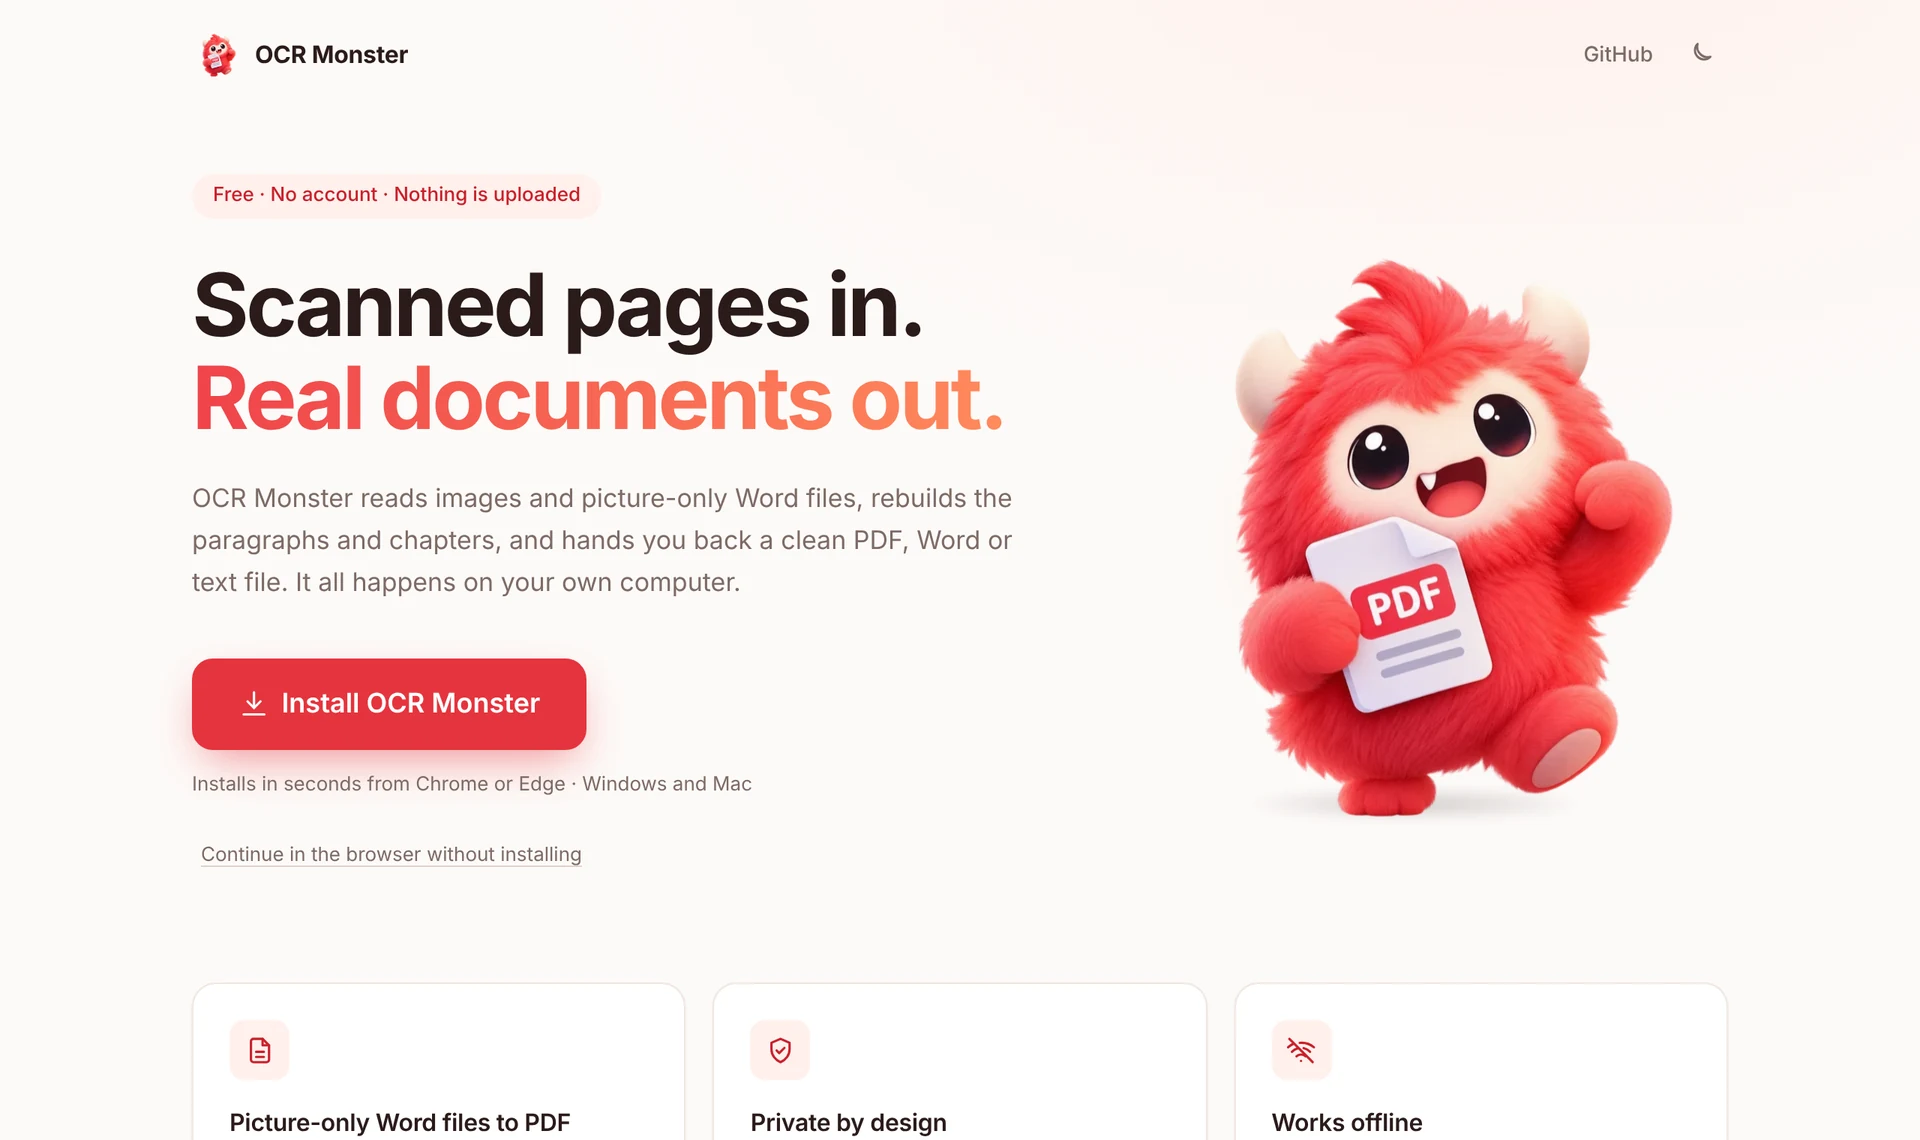 OCR Monster
GitHub
Free · No account · Nothing is uploaded
Scanned pages in.
Real documents out.
OCR Monster reads images and picture-only Word files, rebuilds the
paragraphs and chapters, and hands you back a clean PDF, Word or
text file. It all happens on your own computer.
PDF
Install OCR Monster
Installs in seconds from Chrome or Edge · Windows and Mac
Continue in the browser without installing
Picture-only Word files to PDF
Private by design
Works offline